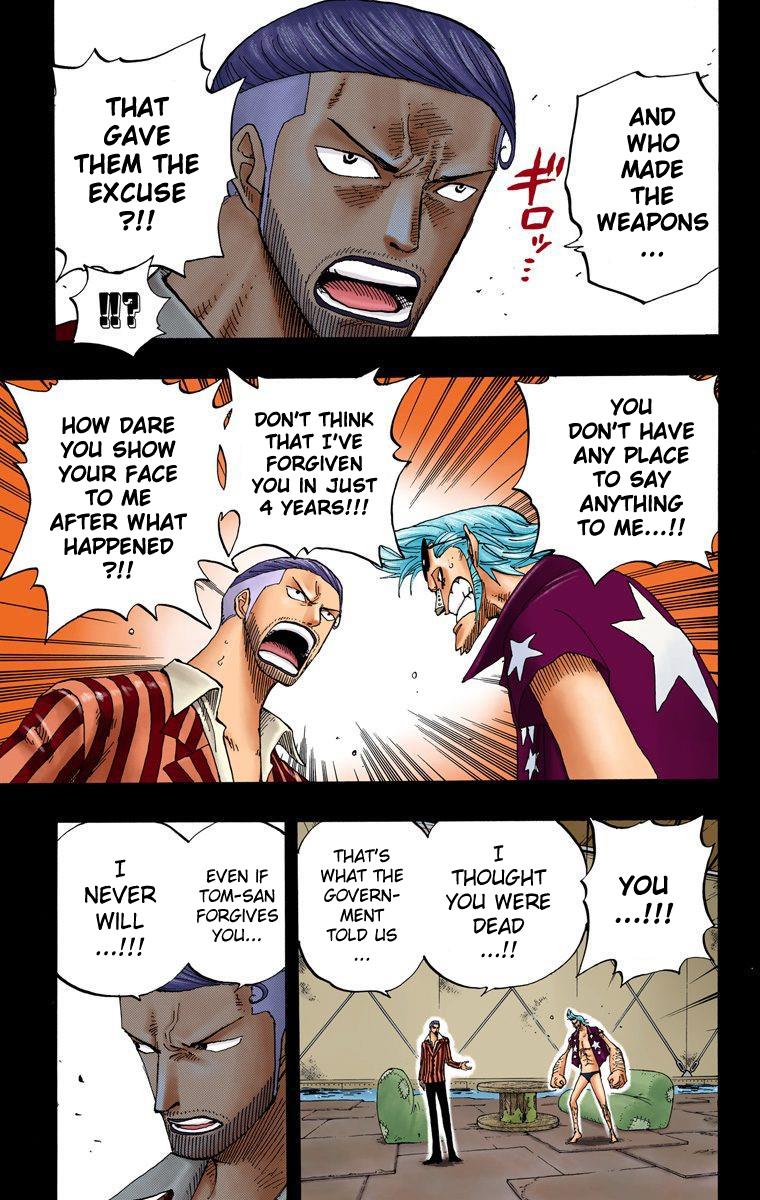 AND
WHO
MADE
THE
WEAPONS
...
ギロッ…
THAT
GAVE
THEM THE
EXCUSE
?!!
!!?
YOU
DON'T HAVE
ANY PLACE
TO SAY
ANYTHING
TO ME...!!
DON'T THINK
THAT I'VE
FORGIVEN
YOU IN JUST
4 YEARS!!!
HOW DARE
YOU SHOW
YOUR FACE
TO ME
AFTER WHAT
HAPPENED
?!!
YOU
...!!!
I
THOUGHT
YOU WERE
DEAD
...!!
THAT'S
WHAT THE
GOVERN-
MENT
TOLD US
...
EVEN IF
TOM-SAN
FORGIVES
YOU...
I
NEVER
WILL
...!!!